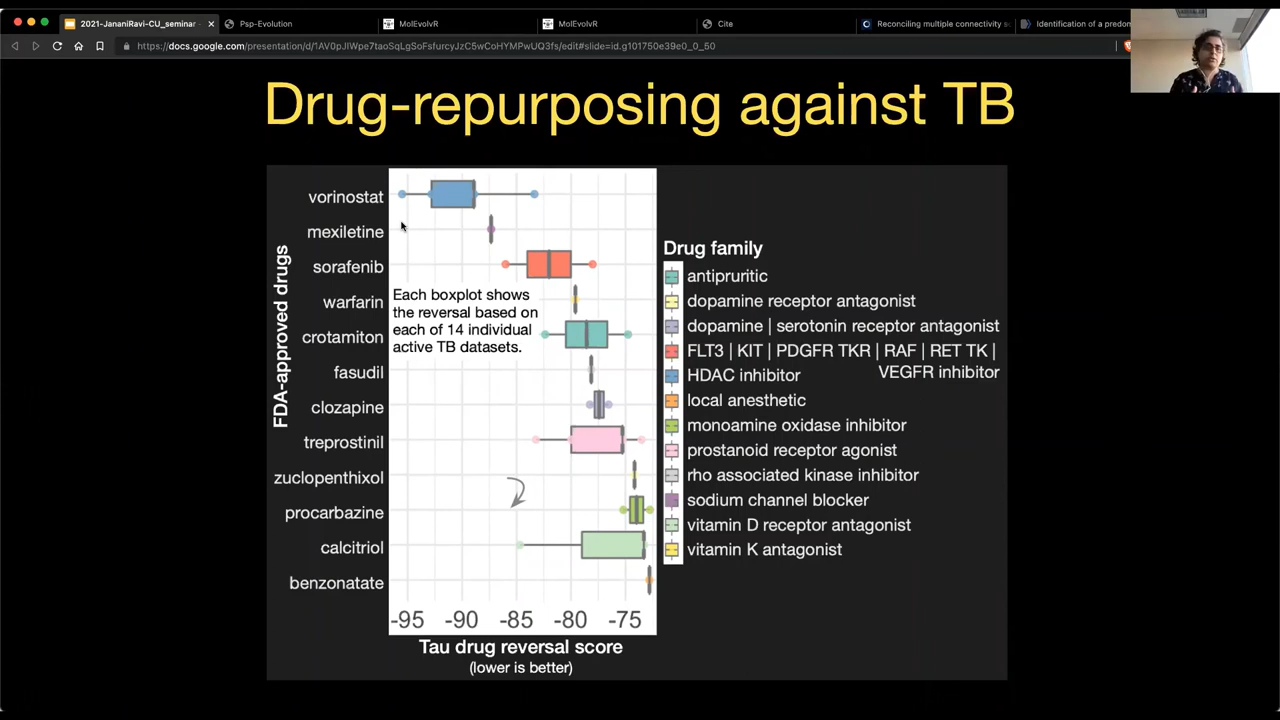 2021-JananiRavi-CU_seminar
Psp-Evolution
MolEvolvR
MolEvolvR
Cite
Reconciling multiple connectivity
Identification of a predom
https://docs.google.com/presentation/d/1AV0pJIWpe7taoSqLgSoFsfurcyJzC5wCoHYMPwUQ3fs/edit#slide=id.g101750e39e0_0_50
Drug-repurposing against TB
FDA-approved drugs
vorinostat
mexiletine
sorafenib
warfarin
crotamiton
fasudil
clozapine
treprostinil
zuclopenthixol
procarbazine
calcitriol
benzonatate
Each boxplot shows
the reversal based on
each of 14 individual
active TB datasets.
-95 -90 -85 -80 -75
Tau drug reversal score
(lower is better)
Drug family
antipruritic
dopamine receptor antagonist
dopamine | serotonin receptor antagonist
FLT3 | KIT | PDGFR TKR | RAF | RET TK |
VEGFR inhibitor
HDAC inhibitor
local anesthetic
monoamine oxidase inhibitor
prostanoid receptor agonist
rho associated kinase inhibitor
sodium channel blocker
vitamin D receptor antagonist
vitamin K antagonist